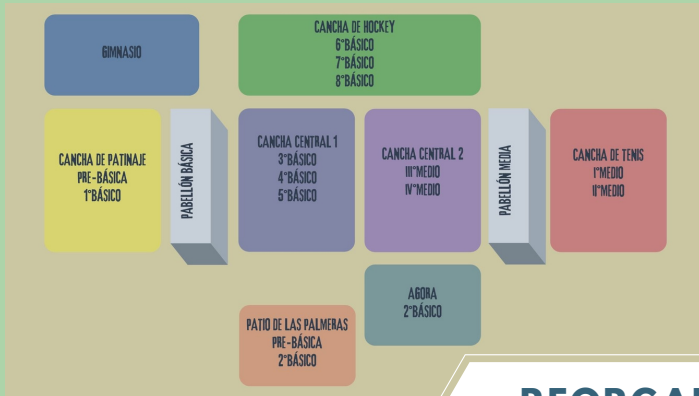 GIMNASIO
CANCHA DE HOCKEY
6°BÁSICO
7°BÁSICO
8°BÁSICO
CANCHA DE PATINAJE
PRE-BÁSICA
1°BÁSICO
PABELLÓN BÁSICA
CANCHA CENTRAL 1
3°BÁSICO
4°BÁSICO
5°BÁSICO
CANCHA CENTRAL 2
III°MEDIO
IV°MEDIO
PABELLÓN MEDIA
CANCHA DE TENIS
I°MEDIO
II°MEDIO
PATIO DE LAS PALMERAS
PRE-BÁSICA
2°BÁSICO
AGORA
2°BÁSICO